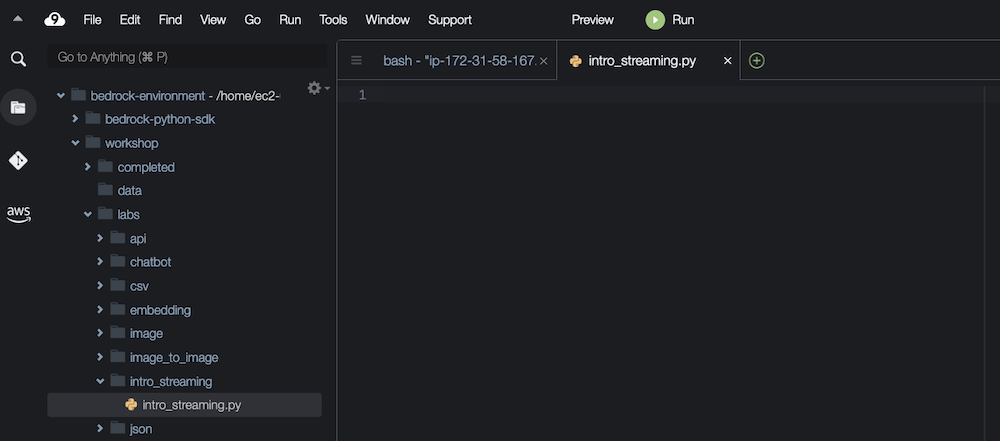 9 File Edit Find View Go Run Tools Window Support Preview Run
Go to Anything (⌘ P)
bash - "ip-172-31-58-167. × intro_streaming.py ×
1
bedrock-environment - /home/ec2-
bedrock-python-sdk
workshop
completed
data
labs
api
chatbot
csv
embedding
image
image_to_image
intro_streaming
intro_streaming.py
json
aws